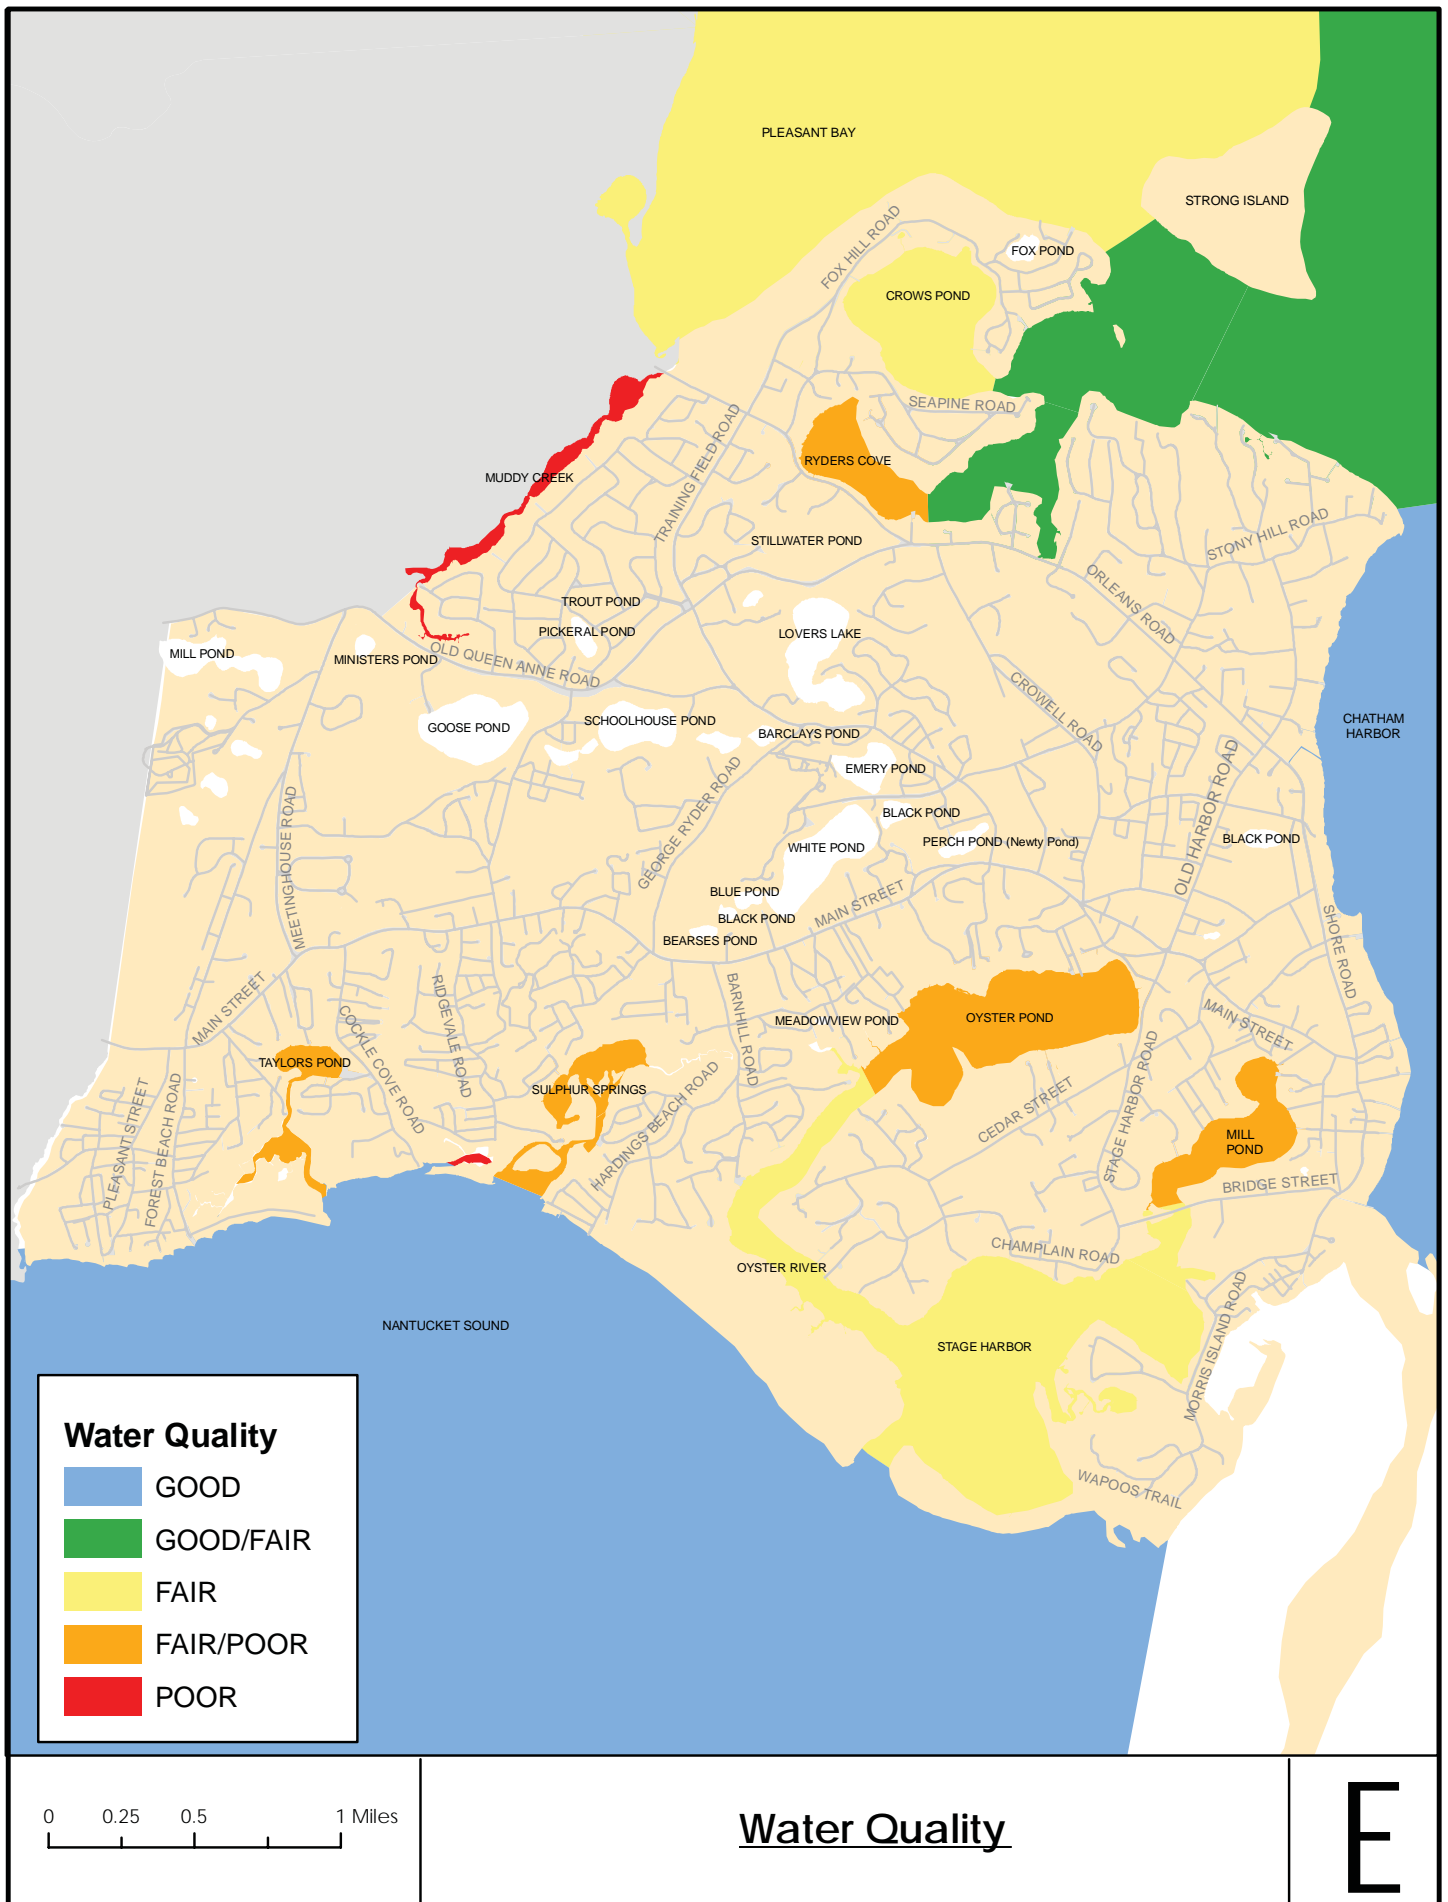 PLEASANT BAY
STRONG ISLAND
FOX HILL ROAD
FOX POND
CROWS POND
SEAPINE ROAD
TRAINING FIELD ROAD
RYDERS COVE
MUDDY CREEK
STILLWATER POND
STONY HILL ROAD
ORLEANS ROAD
TROUT POND
PICKERAL POND
LOVERS LAKE
MILL POND
MINISTERS POND
OLD QUEEN ANNE ROAD
CROWELL ROAD
GOOSE POND
SCHOOLHOUSE POND
BARCLAYS POND
CHATHAM
HARBOR
EMERY POND
OLD HARBOR ROAD
GEORGE RYDER ROAD
MEETINGHOUSE ROAD
BLACK POND
WHITE POND
PERCH POND (Newty Pond)
BLACK POND
BLUE POND
MAIN STREET
BLACK POND
BEARSES POND
SHORE ROAD
MAIN STREET
RIDGEVALE ROAD
BARNHILL ROAD
COCKLE COVE ROAD
MEADOWVIEW POND
OYSTER POND
MAIN STREET
TAYLORS POND
SULPHUR SPRINGS
HARDINGS BEACH ROAD
CEDAR STREET
STAGE HARBOR ROAD
PLEASANT STREET
FOREST BEACH ROAD
MILL
POND
BRIDGE STREET
CHAMPLAIN ROAD
OYSTER RIVER
NANTUCKET SOUND
STAGE HARBOR
MORRIS ISLAND ROAD
WAPOOS TRAIL
Water Quality
GOOD
GOOD/FAIR
FAIR
FAIR/POOR
POOR
0 0.25 0.5 1 Miles
Water Quality
E